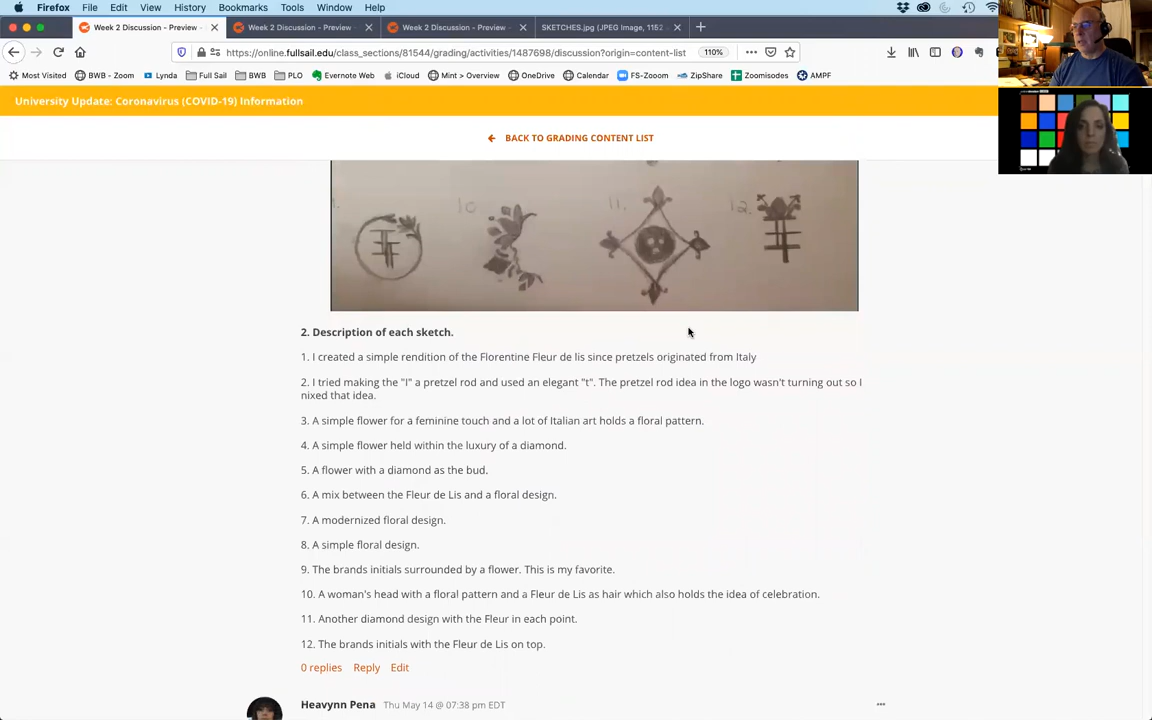 Firefox File Edit View History Bookmarks Tools Window Help
Week 2 Discussion - Preview Week 2 Discussion - Preview Week 2 Discussion - Preview SKETCHES.jpg (JPEG Image, 1152
https://online.fullsail.edu/class_sections/81544/grading/activities/1487698/discussion?origin=content-list 110%
Most Visited BWB - Zoom Lynda Full Sail BWB PLO Evernote Web iCloud Mint > Overview OneDrive Calendar FS-Zooom ZipShare Zoomisodes AMPF
University Update: Coronavirus (COVID-19) Information
BACK TO GRADING CONTENT LIST
10. 11. 12.
2. Description of each sketch.
1. I created a simple rendition of the Florentine Fleur de lis since pretzels originated from Italy
2. I tried making the "I" a pretzel rod and used an elegant "t". The pretzel rod idea in the logo wasn't turning out so I
nixed that idea.
3. A simple flower for a feminine touch and a lot of Italian art holds a floral pattern.
4. A simple flower held within the luxury of a diamond.
5. A flower with a diamond as the bud.
6. A mix between the Fleur de Lis and a floral design.
7. A modernized floral design.
8. A simple floral design.
9. The brands initials surrounded by a flower. This is my favorite.
10. A woman's head with a floral pattern and a Fleur de Lis as hair which also holds the idea of celebration.
11. Another diamond design with the Fleur in each point.
12. The brands initials with the Fleur de Lis on top.
0 replies Reply Edit
Heavynn Pena Thu May 14 @ 07:38 pm EDT